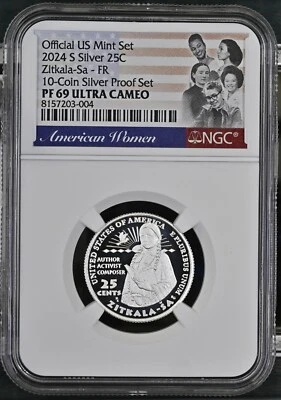 Official US Mint Set
2024 S Silver 25C
Zitkala-Sa - FR
10-Coin Silver Proof Set
PF 69 ULTRA CAMEO
8157203-004
American Women
NGC
UNITED STATES OF AMERICA
E PLURIBUS UNUM
AUTHOR
ACTIVIST
COMPOSER
25
CENTS
ZITKALA-ŠA